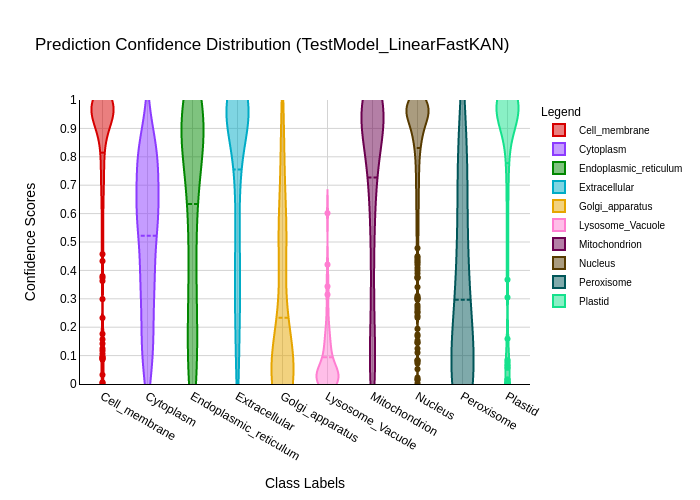 Prediction Confidence Distribution (TestModel_LinearFastKAN)
Confidence Scores
1
0.9
0.8
0.7
0.6
0.5
0.4
0.3
0.2
0.1
0
Cell_membrane
Cytoplasm
Endoplasmic_reticulum
Extracellular
Golgi_apparatus
Lysosome_Vacuole
Mitochondrion
Nucleus
Peroxisome
Plastid
Class Labels
Legend
Cell_membrane
Cytoplasm
Endoplasmic_reticulum
Extracellular
Golgi_apparatus
Lysosome_Vacuole
Mitochondrion
Nucleus
Peroxisome
Plastid